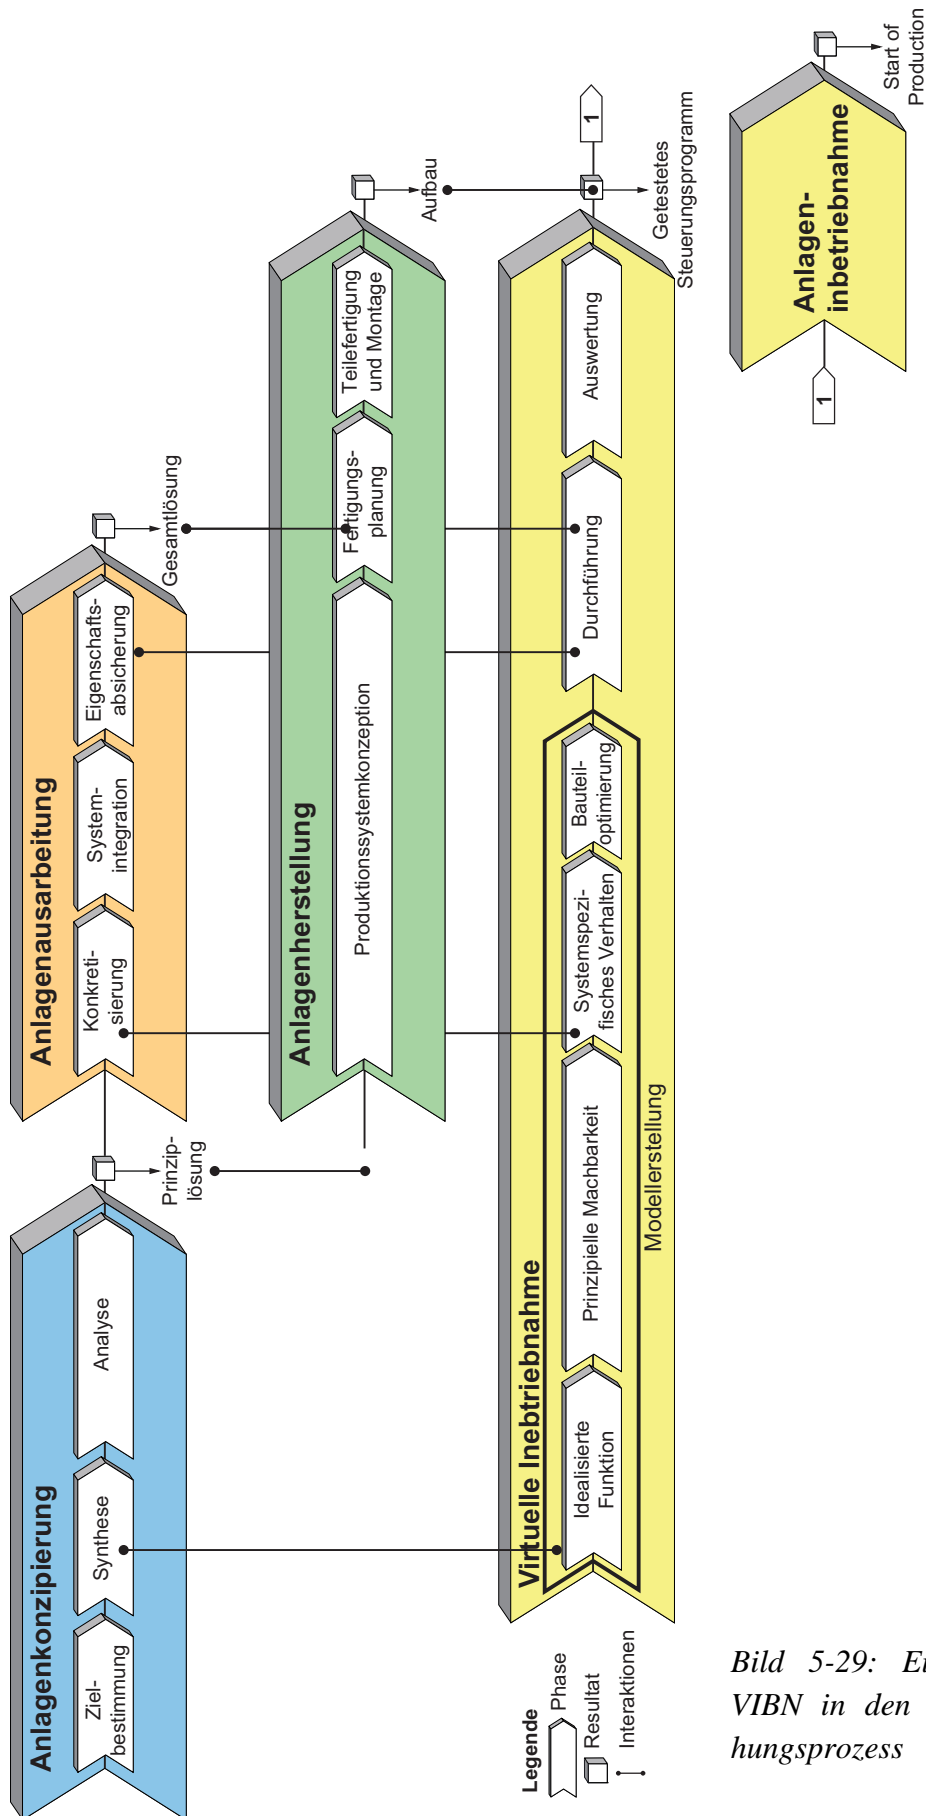 Anlagenkonzipierung
Ziel-
bestimmung
Synthese
Analyse
Prinzip-
lösung
Anlagenausarbeitung
Konkreti-
sierung
System-
integration
Eigenschafts-
absicherung
Gesamtlösung
Anlagenherstellung
Produktionssystemkonzeption
Fertigungs-
planung
Teilefertigung
und Montage
Aufbau
Virtuelle Inebtriebnahme
Idealisierte
Funktion
Prinzipielle Machbarkeit
Systemspezi-
fisches Verhalten
Bauteil-
optimierung
Modellerstellung
Durchführung
Auswertung
1
Getestetes
Steuerungsprogramm
1
Anlagen-
inbetriebnahme
Start of
Production
Legende
Phase
Resultat
Interaktionen
Bild 5-29:
VIBN in den
hungsprozess